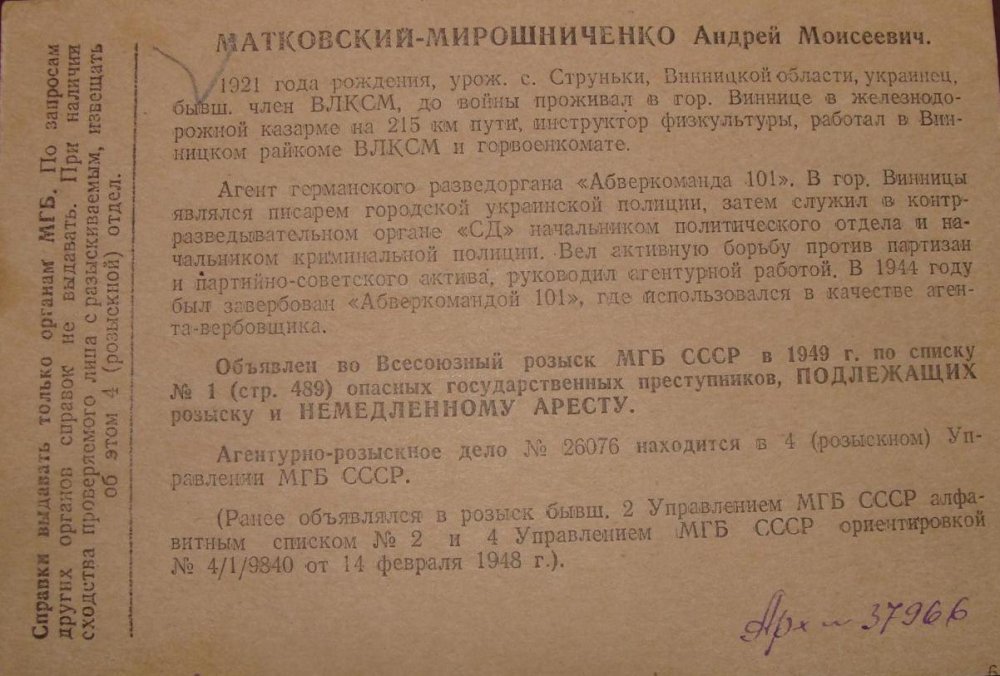 Справки выдавать только органам МГБ. По запросам
других органов справок не выдавать. При наличии
сходства проверяемого лица с разыскиваемым, извещать
об этом 4 (розыскной) отдел.
МАТКОВСКИЙ-МИРОШНИЧЕНКО Андрей Моисеевич.
1921 года рождения, урож. с. Струньки, Винницкой области, украинец,
бывш. член ВЛКСМ, до войны проживал в гор. Виннице в железнодо-
рожной казарме на 215 км пути, инструктор физкультуры, работал в Вин-
ницком райкоме ВЛКСМ и горвоенкомате.
Агент германского разведоргана «Абверкоманда 101». В гор. Винницы
являлся писарем городской украинской полиции, затем служил в контр-
разведывательном органе «СД» начальником политического отдела и на-
чальником криминальной полиции. Вел активную борьбу против партизан
и партийно-советского актива, руководил агентурной работой. В 1944 году
был завербован «Абверкомандой 101», где использовался в качестве аген-
та-вербовщика.
Объявлен во Всесоюзный розыск МГБ СССР в 1949 г. по списку
№ 1 (стр. 489) опасных государственных преступников, ПОДЛЕЖАЩИХ
розыску и НЕМЕДЛЕННОМУ АРЕСТУ.
Агентурно-розыскное дело № 26076 находится в 4 (розыскном) Уп-
равлении МГБ СССР.
(Ранее объявлялся в розыск бывш. 2 Управлением МГБ СССР алфа-
витным списком № 2 и 4 Управлением МГБ СССР ориентировкой
№ 4/1/9840 от 14 февраля 1948 г.).
Арх № 37966
6